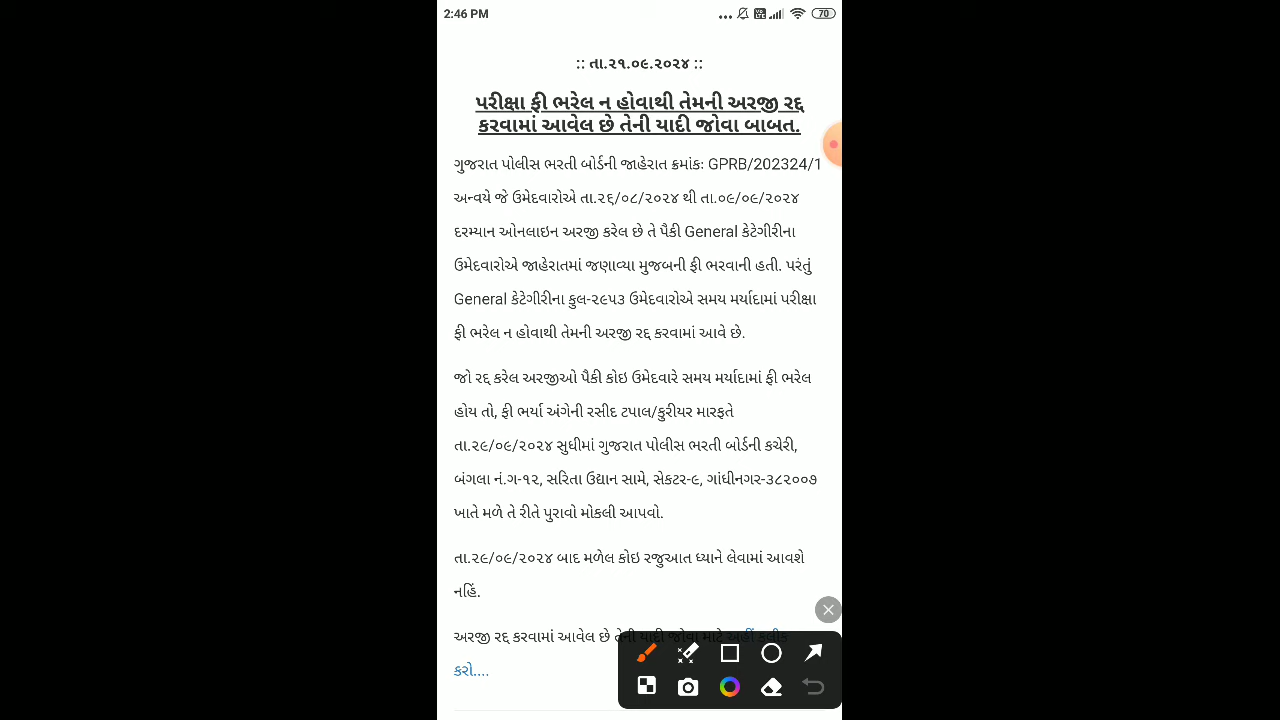 2:46 PM
70
:: તા.૨૧.૦૯.૨૦૨૪ ::
પરીક્ષા ફી ભરેલ ન હોવાથી તેમની અરજી રદ્દ
કરવામાં આવેલ છે તેની યાદી જોવા બાબત.
ગુજરાત પોલીસ ભરતી બોર્ડની જાહેરાત ક્રમાંકઃ GPRB/202324/1
અન્વયે જે ઉમેદવારોએ તા.૨૬/૦૮/૨૦૨૪ થી તા.૦૯/૦૯/૨૦૨૪
દરમ્યાન ઓનલાઇન અરજી કરેલ છે તે પૈકી General કેટેગીરીના
ઉમેદવારોએ જાહેરાતમાં જણાવ્યા મુજબની ફી ભરવાની હતી. પરંતું
General કેટેગીરીના કુલ-૨૯૫૩ ઉમેદવારોએ સમય મર્યાદામાં પરીક્ષા
ફી ભરેલ ન હોવાથી તેમની અરજી રદ્દ કરવામાં આવે છે.
જો રદ્દ કરેલ અરજીઓ પૈકી કોઇ ઉમેદવારે સમય મર્યાદામાં ફી ભરેલ
હોય તો, ફી ભર્યા અંગેની રસીદ ટપાલ/કુરીયર મારફતે
તા.૨૯/૦૯/૨૦૨૪ સુધીમાં ગુજરાત પોલીસ ભરતી બોર્ડની કચેરી,
બંગલા નં.ગ-૧૨, સરિતા ઉદ્યાન સામે, સેકટર-૯, ગાંધીનગર-૩૮૨૦૦૭
ખાતે મળે તે રીતે પુરાવો મોકલી આપવો.
તા.૨૯/૦૯/૨૦૨૪ બાદ મળેલ કોઇ રજુઆત ધ્યાને લેવામાં આવશે
નહિં.
અરજી રદ્દ કરવામાં આવેલ છે તેની યાદી જોવા માટે અહીં કલીક
કરો....